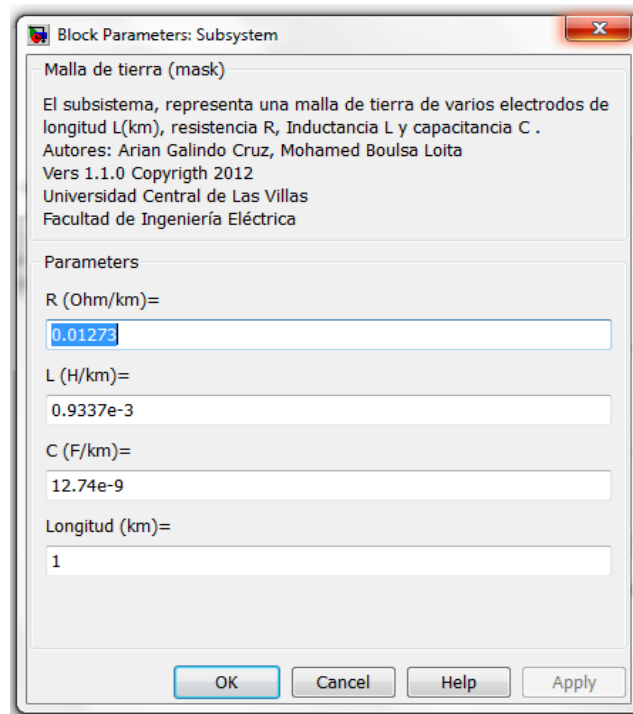 Block Parameters: Subsystem
Malla de tierra (mask)
El subsistema, representa una malla de tierra de varios electrodos de
longitud L(km), resistencia R, Inductancia L y capacitancia C .
Autores: Arian Galindo Cruz, Mohamed Boulsa Loita
Vers 1.1.0 Copyrigth 2012
Universidad Central de Las Villas
Facultad de Ingeniería Eléctrica
Parameters
R (Ohm/km)=
0.01273
L (H/km)=
0.9337e-3
C (F/km)=
12.74e-9
Longitud (km)=
1
OK Cancel Help Apply